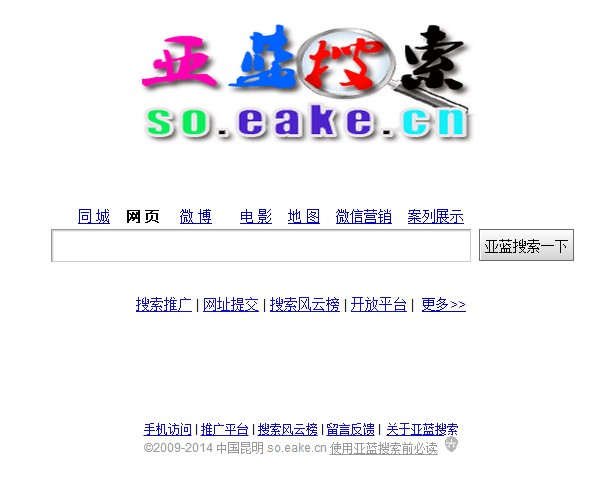 亚蓝搜索
so.eake.cn
同 城 网 页 微 博 电 影 地 图 微信营销 案列展示
亚蓝搜索一下
搜索推广 | 网址提交 | 搜索风云榜 | 开放平台 | 更多>>
手机访问 | 推广平台 | 搜索风云榜 | 留言反馈 | 关于亚蓝搜索
©2009-2014 中国昆明 so.eake.cn 使用亚蓝搜索前必读